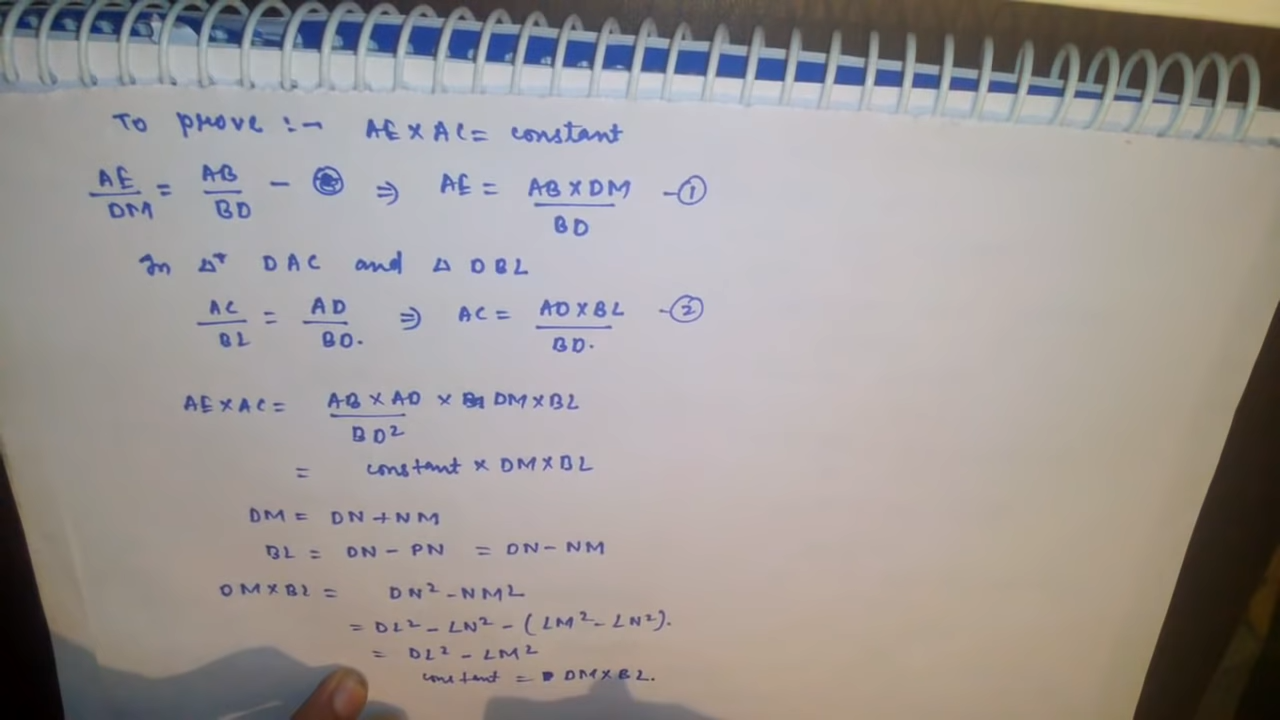 To prove :- AE X AC = constant
AE/DM = AB/BD - ⇒ AE = AB X DM/BD -①
In Δr DAC and Δ DBL
AC/BL = AD/BD. ⇒ AC = AD X BL/BD. -②
AE X AC = AB X AD/BD² x DM X BL
= constant x DM X BL
DM = DN + NM
BL = DN - PN = DN - NM
DM X BL = DN² - NM²
= DL² - LN² - (LM² - LN²).
= DL² - LM²
constant = DM X BL.